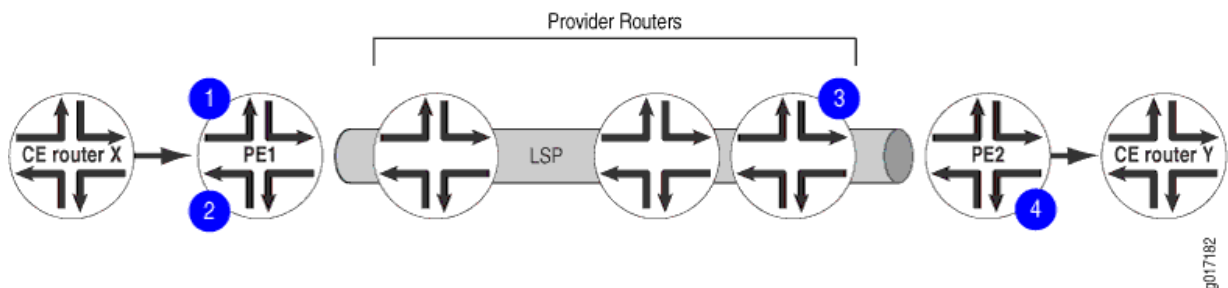 Provider Routers
1
3
CE router X
PE1
LSP
PE2
CE router Y
2
4
g017182